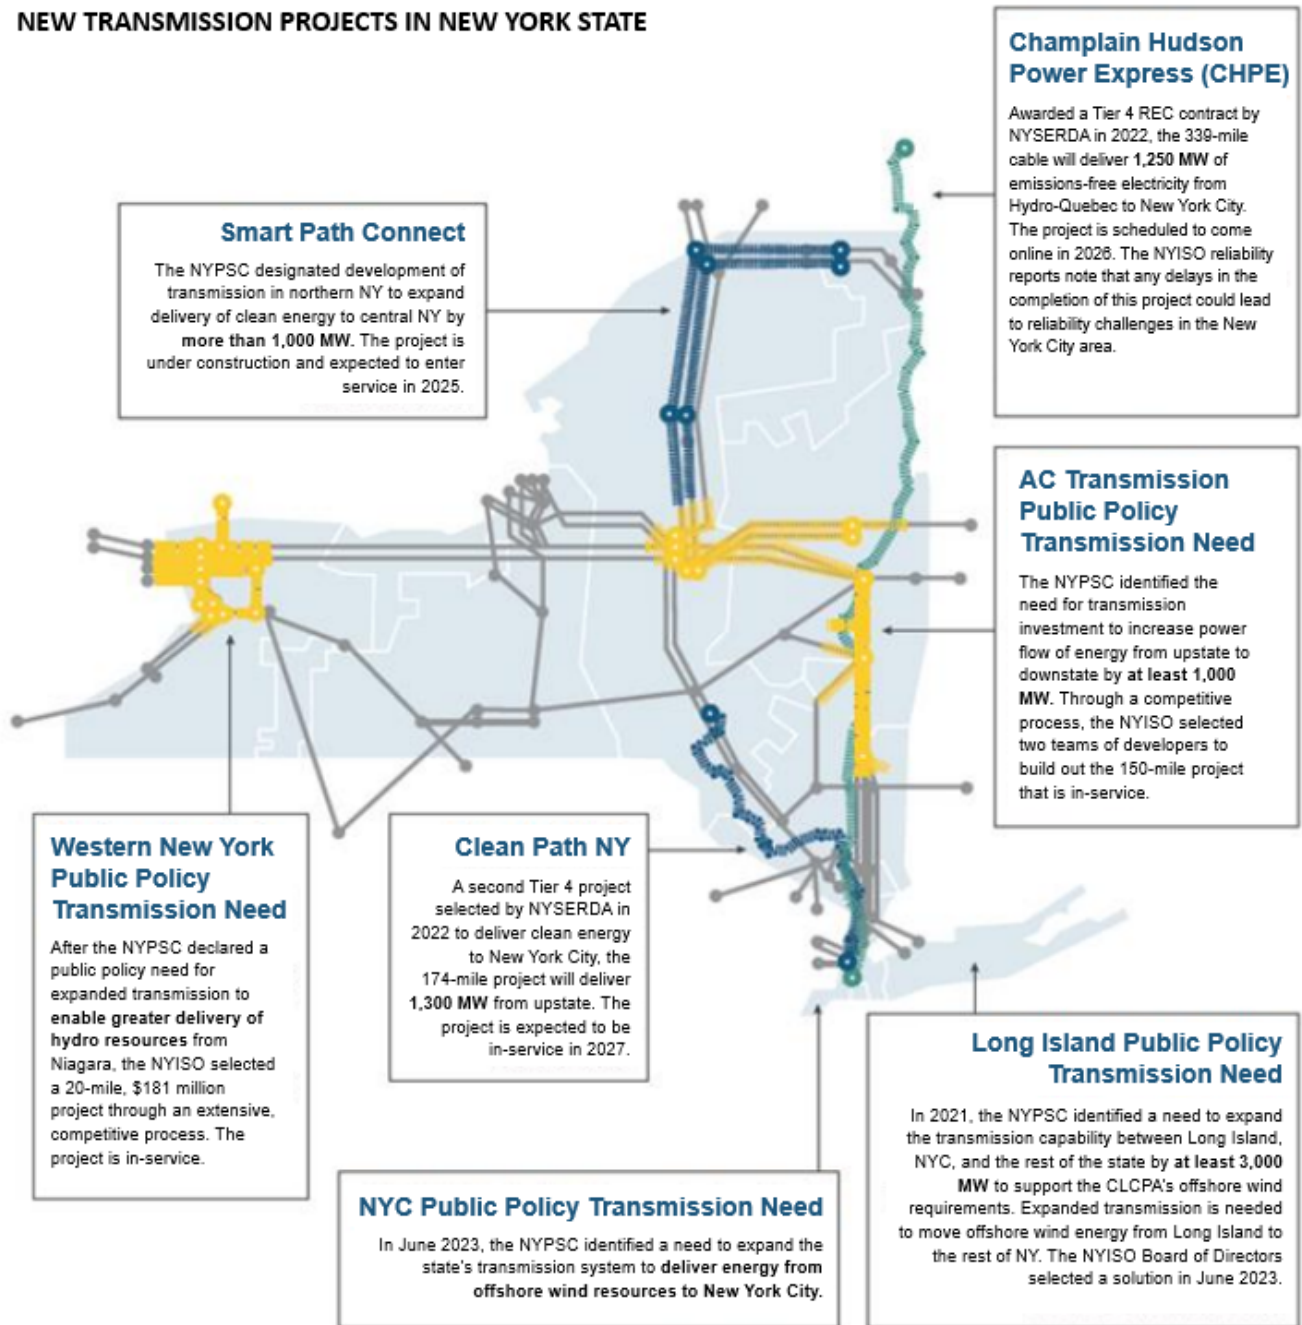 NEW TRANSMISSION PROJECTS IN NEW YORK STATE
Champlain Hudson
Power Express (CHPE)
Awarded a Tier 4 REC contract by
NYSERDA in 2022, the 339-mile
cable will deliver 1,250 MW of
emissions-free electricity from
Hydro-Quebec to New York City.
The project is scheduled to come
online in 2026. The NYISO reliability
reports note that any delays in the
completion of this project could lead
to reliability challenges in the New
York City area.
Smart Path Connect
The NYPSC designated development of
transmission in northern NY to expand
delivery of clean energy to central NY by
more than 1,000 MW. The project is
under construction and expected to enter
service in 2025.
AC Transmission
Public Policy
Transmission Need
The NYPSC identified the
need for transmission
investment to increase power
flow of energy from upstate to
downstate by at least 1,000
MW. Through a competitive
process, the NYISO selected
two teams of developers to
build out the 150-mile project
that is in-service.
Western New York
Public Policy
Transmission Need
After the NYPSC declared a
public policy need for
expanded transmission to
enable greater delivery of
hydro resources from
Niagara, the NYISO selected
a 20-mile, $181 million
project through an extensive,
competitive process. The
project is in-service.
Clean Path NY
A second Tier 4 project
selected by NYSERDA in
2022 to deliver clean energy
to New York City, the
174-mile project will deliver
1,300 MW from upstate. The
project is expected to be
in-service in 2027.
Long Island Public Policy
Transmission Need
In 2021, the NYPSC identified a need to expand
the transmission capability between Long Island,
NYC, and the rest of the state by at least 3,000
MW to support the CLCPA's offshore wind
requirements. Expanded transmission is needed
to move offshore wind energy from Long Island to
the rest of NY. The NYISO Board of Directors
selected a solution in June 2023.
NYC Public Policy Transmission Need
In June 2023, the NYPSC identified a need to expand the
state's transmission system to deliver energy from
offshore wind resources to New York City.